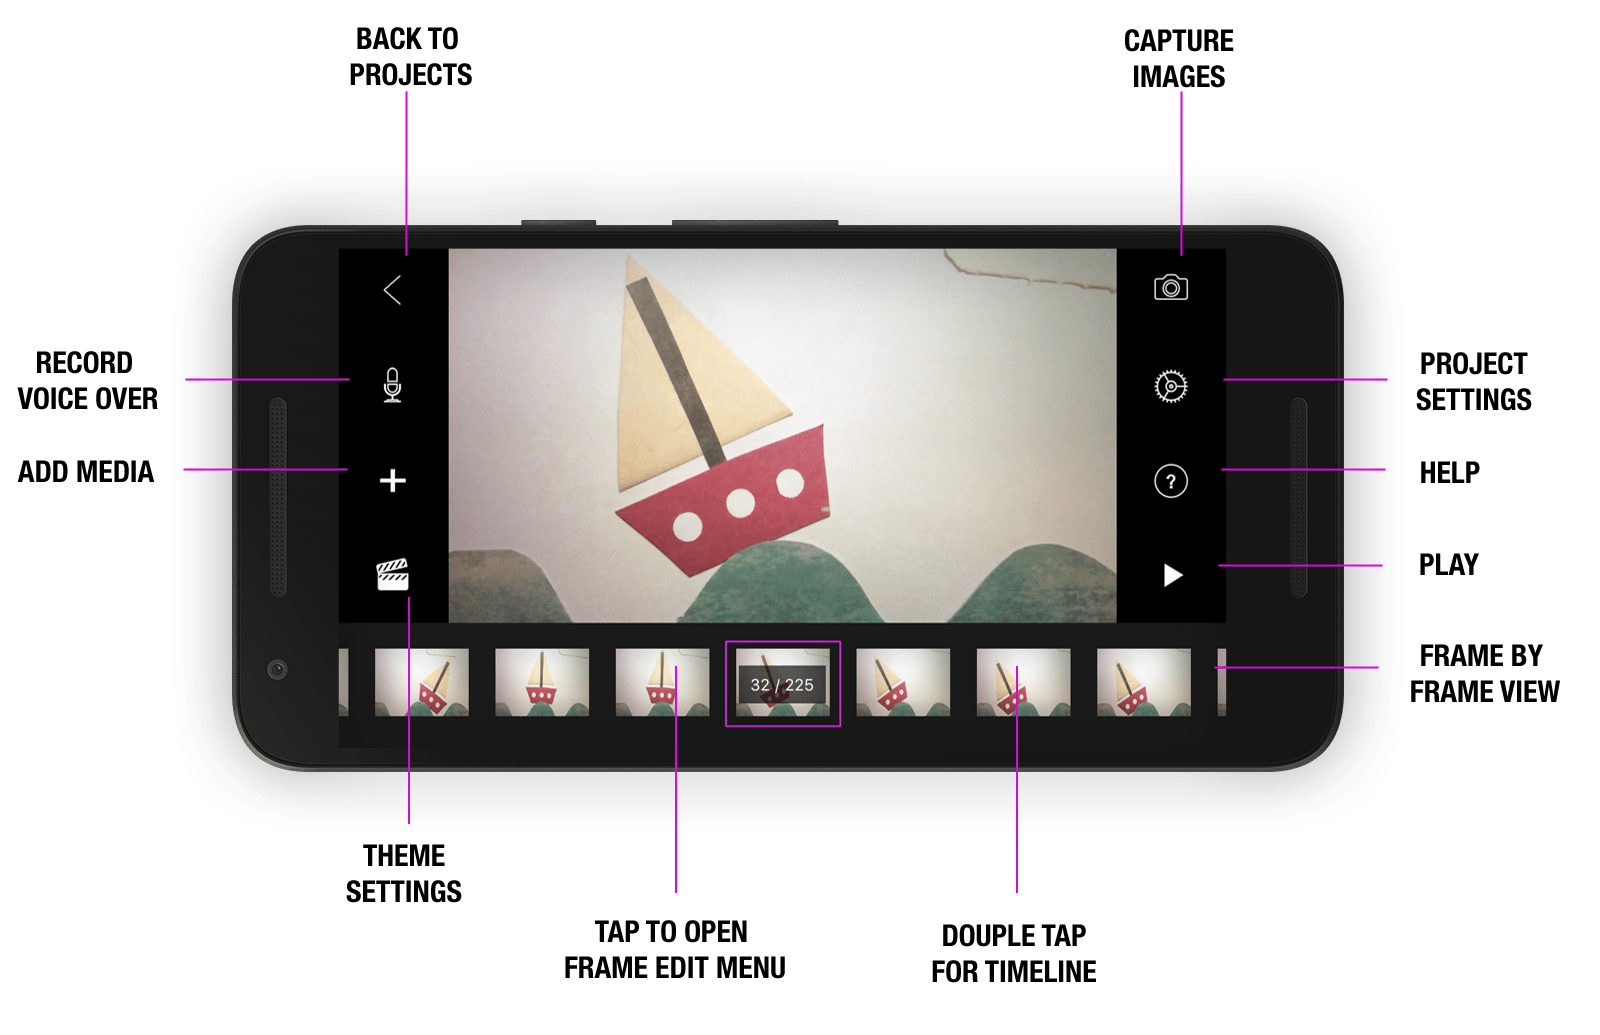 BACK TO
PROJECTS
CAPTURE
IMAGES
RECORD
VOICE OVER
PROJECT
SETTINGS
ADD MEDIA
HELP
?
PLAY
FRAME BY
FRAME VIEW
32 / 225
THEME
SETTINGS
TAP TO OPEN
FRAME EDIT MENU
DOUPLE TAP
FOR TIMELINE